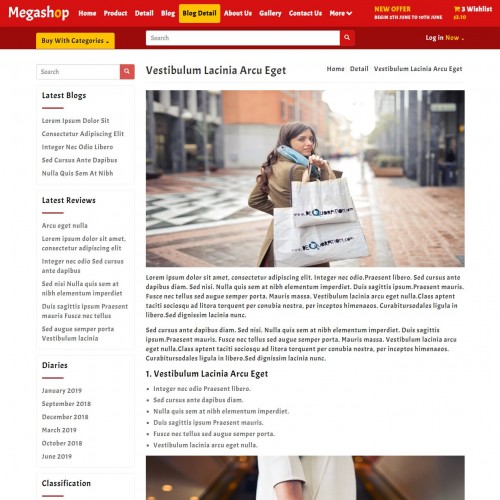 Megashop
Home Product Detail Blog Blog Detail About Us Gallery Contact Us More
NEW OFFER
BEGIN 5TH JUNE TO 10TH JUNE
3 Wishlist
$3.10
Buy With Categories
Search
Log in Now
Search
Vestibulum Lacinia Arcu Eget
Home Detail Vestibulum Lacinia Arcu Eget
Latest Blogs
Lorem Ipsum Dolor Sit
Consectetur Adipiscing Elit
Integer Nec Odio Libero
Sed Cursus Ante Dapibus
Nulla Quis Sem At Nibh
Latest Reviews
Arcu eget nulla
Lorem ipsum dolor sit amet,
consectetur adipiscing elit
Integer nec odio Sed cursus
ante dapibus
Sed nisi Nulla quis sem at
nibh elementum imperdiet
Duis sagittis ipsum Praesent
mauris Fusce nec tellus
Sed augue semper porta
Vestibulum lacinia
Diaries
January 2019
September 2018
December 2018
March 2019
October 2018
June 2019
Classification
Lorem ipsum dolor sit amet, consectetur adipiscing elit. Integer nec odio.Praesent libero. Sed cursus ante
dapibus diam. Sed nisi. Nulla quis sem at nibh elementum imperdiet. Duis sagittis ipsum.Praesent mauris.
Fusce nec tellus sed augue semper porta. Mauris massa. Vestibulum lacinia arcu eget nulla.Class aptent
taciti sociosqu ad litora torquent per conubia nostra, per inceptos himenaeos. Curabitursodales ligula in
libero.Sed dignissim lacinia nunc.
Sed cursus ante dapibus diam. Sed nisi. Nulla quis sem at nibh elementum imperdiet. Duis sagittis
ipsum.Praesent mauris. Fusce nec tellus sed augue semper porta. Mauris massa. Vestibulum lacinia arcu
eget nulla.Class aptent taciti sociosqu ad litora torquent per conubia nostra, per inceptos himenaeos.
Curabitursodales ligula in libero.Sed dignissim lacinia nunc.
1. Vestibulum Lacinia Arcu Eget
Integer nec odio Praesent libero.
Sed cursus ante dapibus diam.
Nulla quis sem at nibh elementum imperdiet.
Duis sagittis ipsum Praesent mauris.
Fusce nec tellus sed augue semper porta.
Vestibulum lacinia arcu eget nulla.